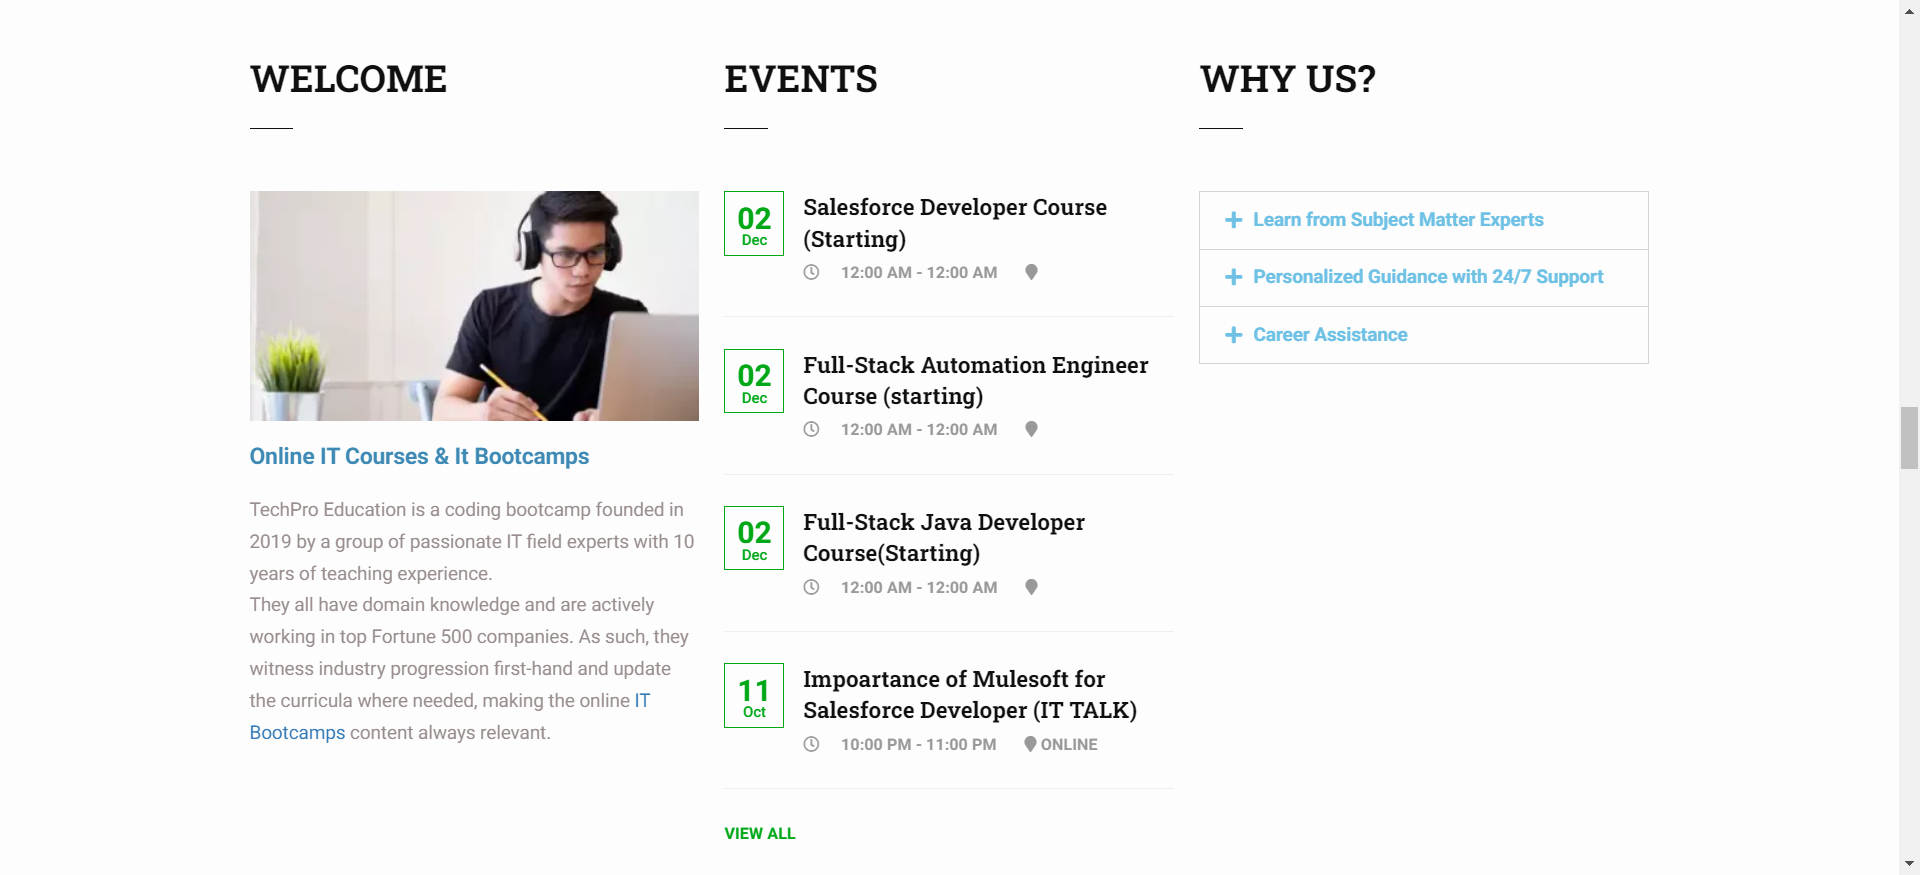 WELCOME
Online IT Courses & It Bootcamps
TechPro Education is a coding bootcamp founded in
2019 by a group of passionate IT field experts with 10
years of teaching experience.
They all have domain knowledge and are actively
working in top Fortune 500 companies. As such, they
witness industry progression first-hand and update
the curricula where needed, making the online IT
Bootcamps content always relevant.
EVENTS
02
Dec
Salesforce Developer Course
(Starting)
12:00 AM - 12:00 AM
02
Dec
Full-Stack Automation Engineer
Course (starting)
12:00 AM - 12:00 AM
02
Dec
Full-Stack Java Developer
Course(Starting)
12:00 AM - 12:00 AM
11
Oct
Impoartance of Mulesoft for
Salesforce Developer (IT TALK)
10:00 PM - 11:00 PM ONLINE
VIEW ALL
WHY US?
Learn from Subject Matter Experts
Personalized Guidance with 24/7 Support
Career Assistance